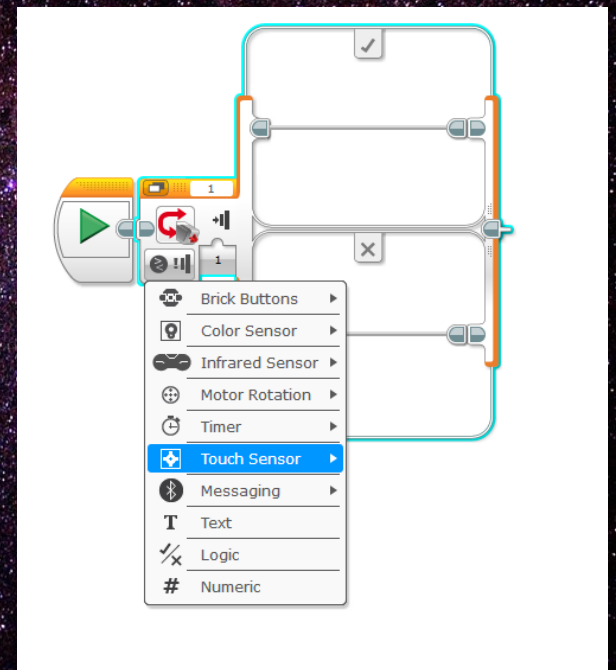 1
1
Brick Buttons
Color Sensor
Infrared Sensor
Motor Rotation
Timer
Touch Sensor
Messaging
T Text
Logic
# Numeric